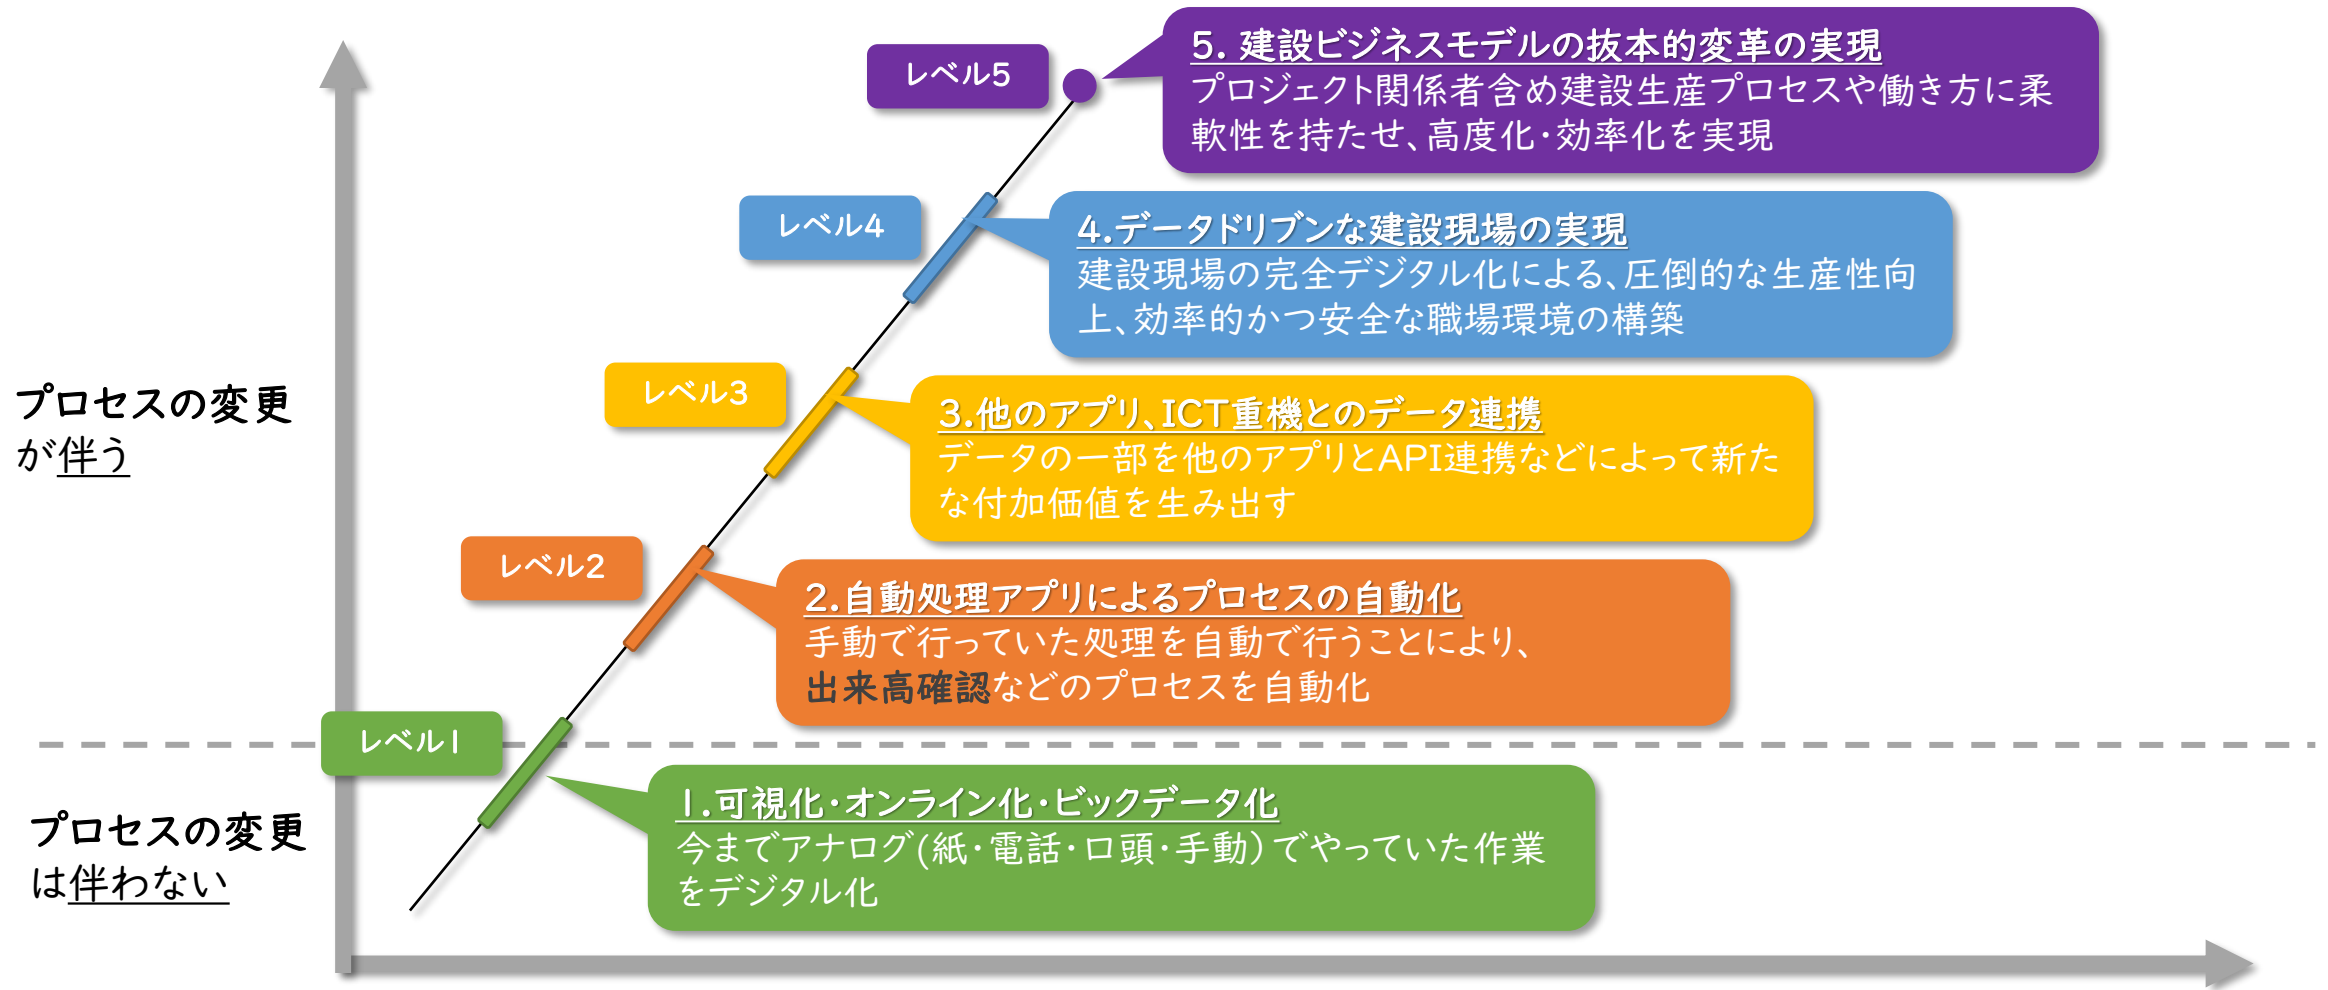 レベル5
5. 建設ビジネスモデルの抜本的変革の実現
プロジェクト関係者含め建設生産プロセスや働き方に柔
軟性を持たせ、高度化・効率化を実現
レベル4
4.データドリブンな建設現場の実現
建設現場の完全デジタル化による、圧倒的な生産性向
上、効率的かつ安全な職場環境の構築
レベル3
3.他のアプリ、ICT重機とのデータ連携
データの一部を他のアプリとAPI連携などによって新た
な付加価値を生み出す
プロセスの変更
が伴う
レベル2
2.自動処理アプリによるプロセスの自動化
手動で行っていた処理を自動で行うことにより、
出来高確認などのプロセスを自動化
レベル1
1.可視化・オンライン化・ビックデータ化
今までアナログ(紙・電話・口頭・手動)でやっていた作業
をデジタル化
プロセスの変更
は伴わない